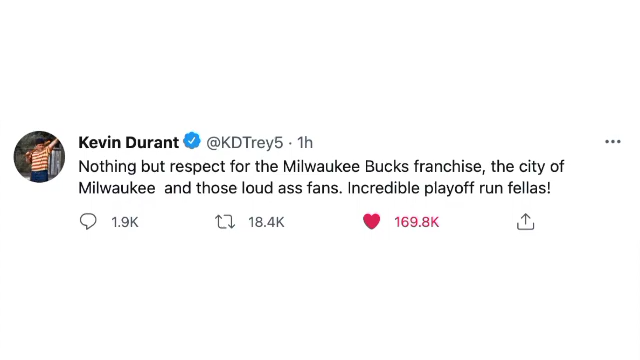 Kevin Durant @KDTrey5 · 1h
Nothing but respect for the Milwaukee Bucks franchise, the city of
Milwaukee  and those loud ass fans. Incredible playoff run fellas!
1.9K 18.4K 169.8K